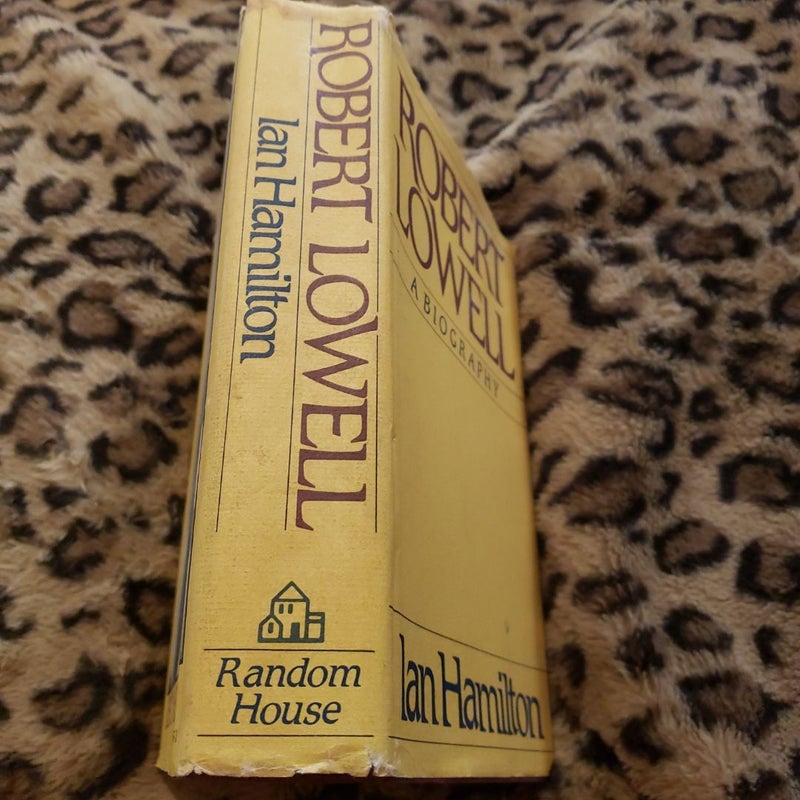 ROBERT LOWELL
Ian Hamilton
Random
House
ROBERT
LOWELL
A BIOGRAPHY
Ian Hamilton